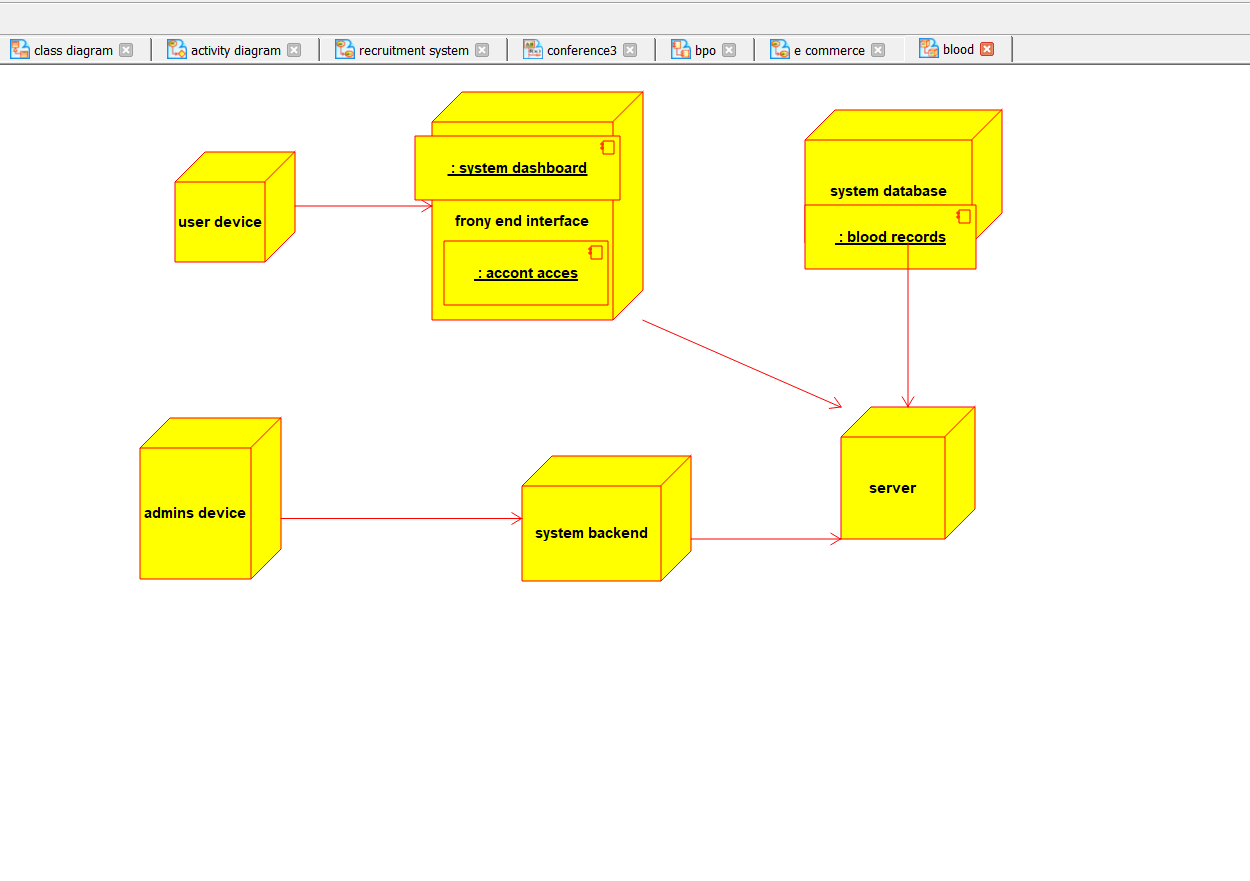 class diagram
activity diagram
recruitment system
conference3
bpo
e commerce
blood
: system dashboard
frony end interface
: accont acces
user device
system database
: blood records
admins device
system backend
server